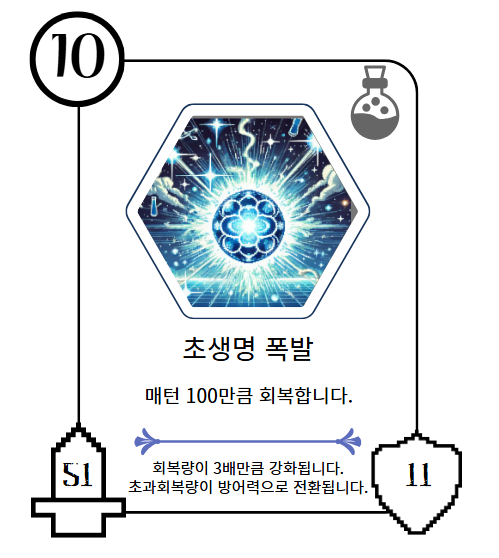 10
초생명 폭발
매턴 100만큼 회복합니다.
회복량이 3배만큼 강화됩니다.
초과회복량이 방어력으로 전환됩니다.
51
11